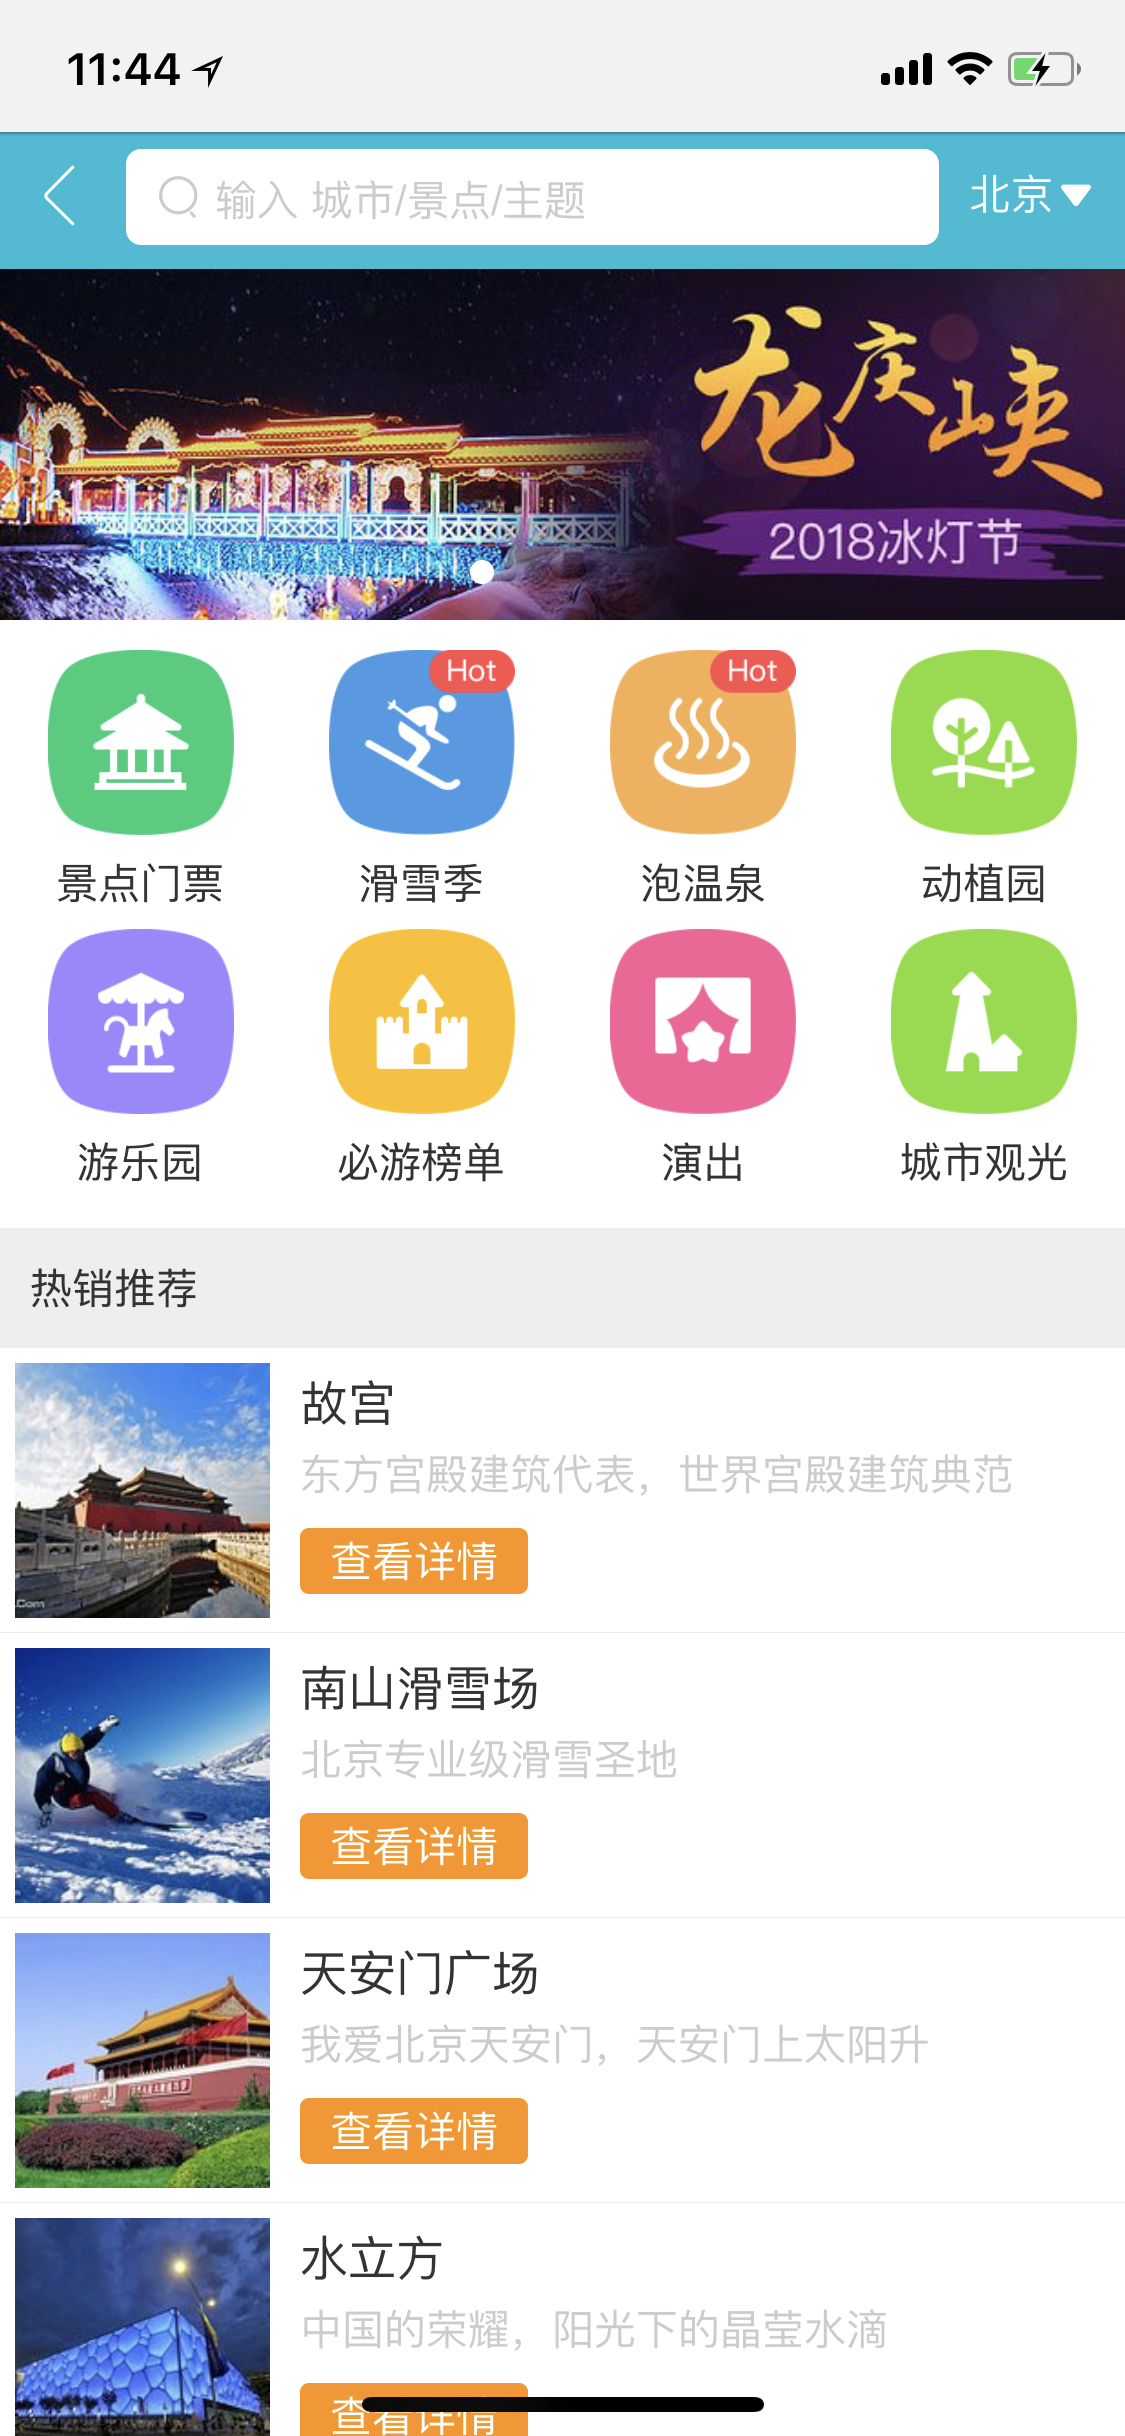 11:44
输入 城市/景点/主题
北京
龙庆峡
2018冰灯节
Hot
Hot
景点门票
滑雪季
泡温泉
动植园
游乐园
必游榜单
演出
城市观光
热销推荐
故宫
东方宫殿建筑代表，世界宫殿建筑典范
查看详情
.Com
南山滑雪场
北京专业级滑雪圣地
查看详情
天安门广场
我爱北京天安门，天安门上太阳升
查看详情
水立方
中国的荣耀，阳光下的晶莹水滴
查看详情